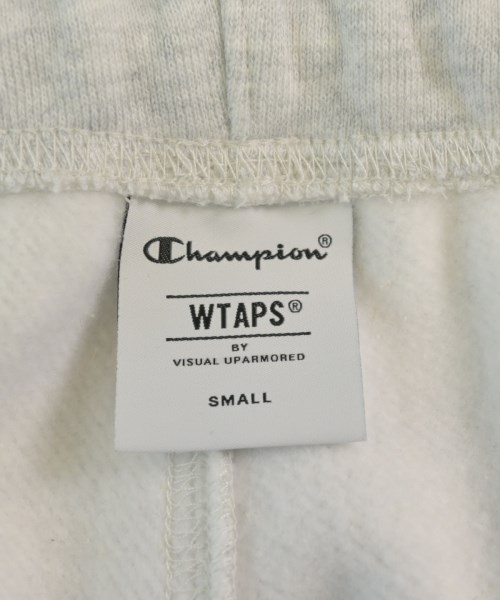 Champion®
WTAPS®
BY
VISUAL UPARMORED
SMALL